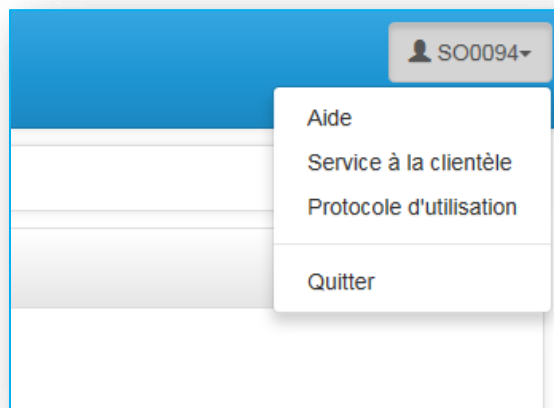 SO0094
Aide
Service à la clientèle
Protocole d'utilisation
Quitter